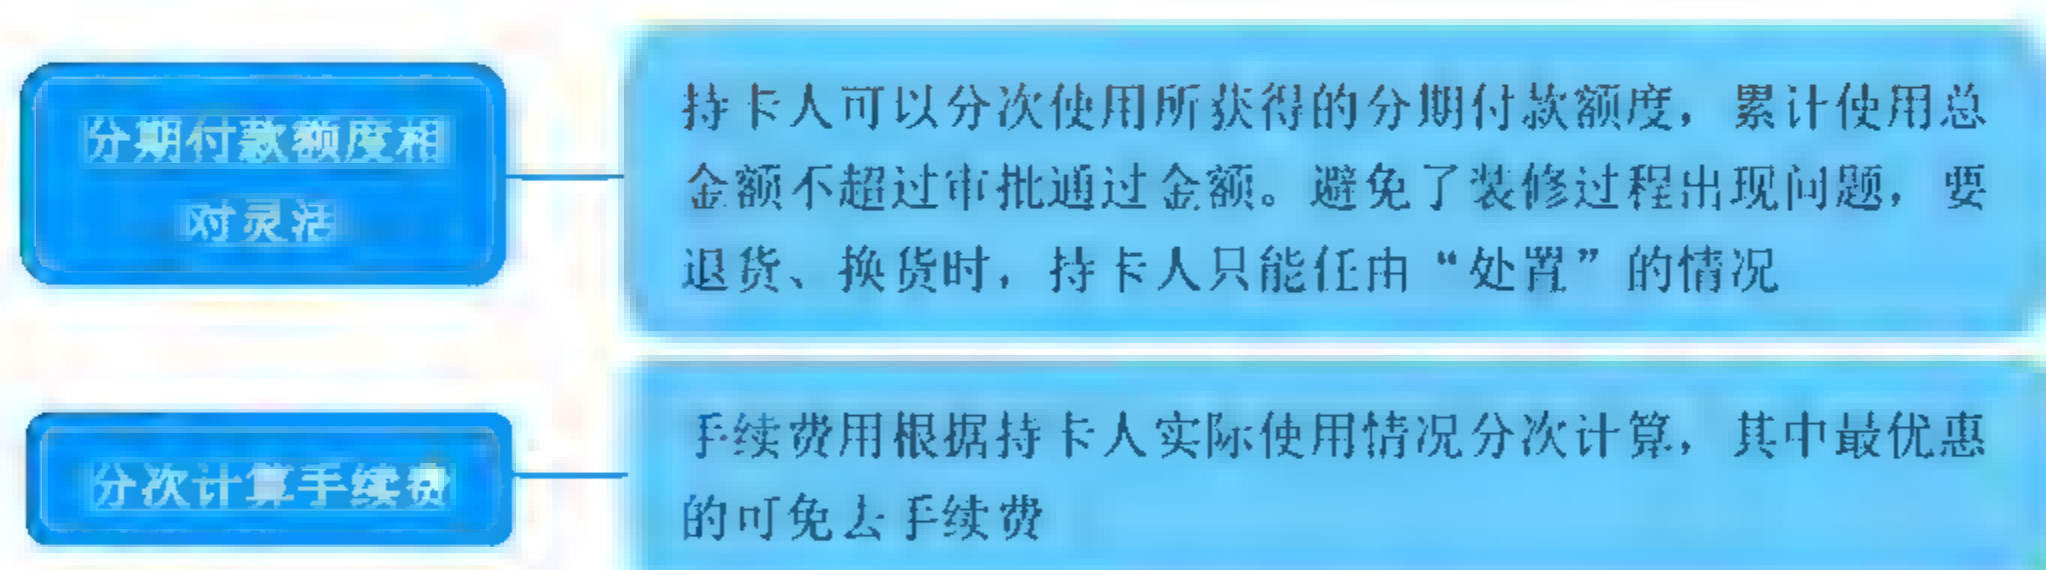 分期付款额度相
对灵活
持卡人可以分次使用所获得的分期付款额度，累计使用总
金额不超过审批通过金额。避免了装修过程出现问题，要
退货、换货时，持卡人只能任由“处置”的情况
分次计算手续费
手续费用根据持卡人实际使用情况分次计算，其中最优惠
的可免去手续费